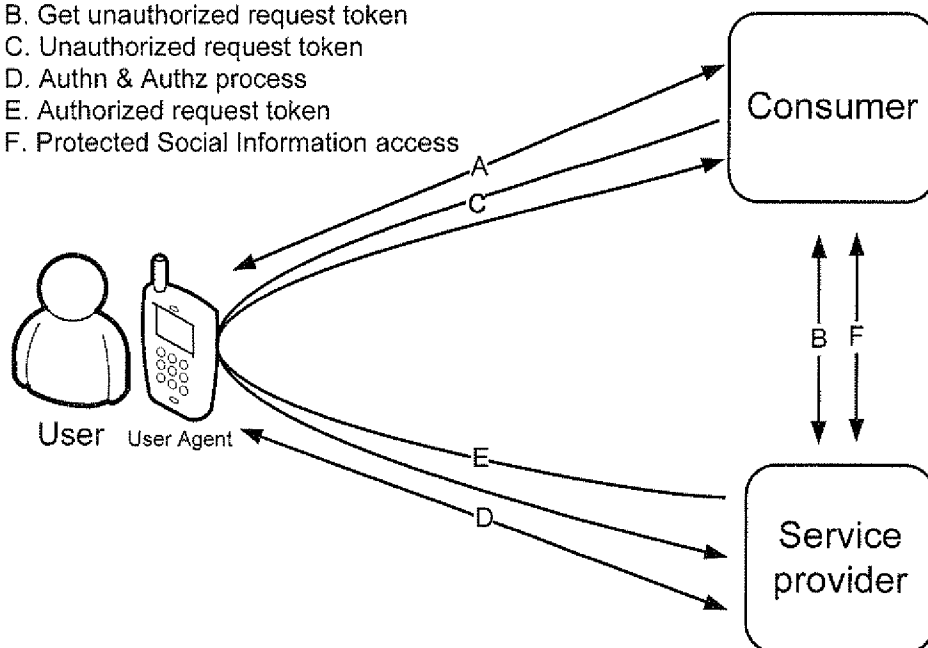 B. Get unauthorized request token
C. Unauthorized request token
D. Authn & Authz process
E. Authorized request token
F. Protected Social Information access
Consumer
A
C
B F
User
User Agent
E
D
Service
provider